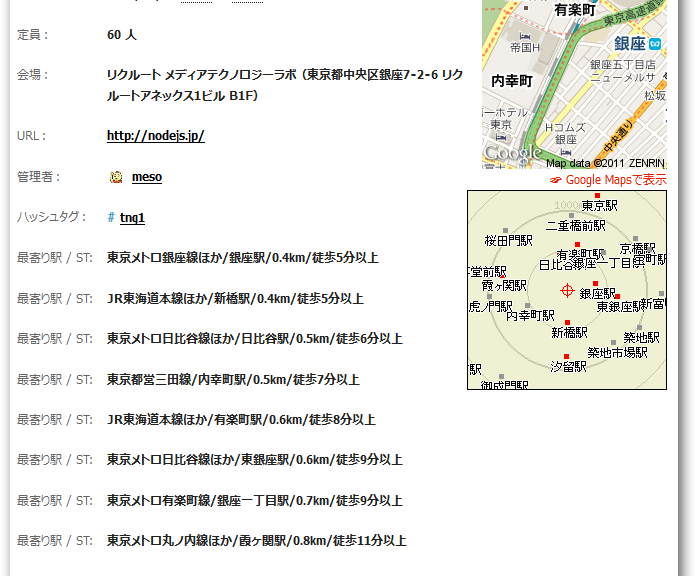 定員： 60 人
会場： リクルート メディアテクノロジーラボ （東京都中央区銀座7-2-6 リク
ルートアネックス1ビル B1F）
URL： http://nodejs.jp/
管理者： meso
ハッシュタグ： # tnq1
最寄り駅 / ST: 東京メトロ銀座線ほか/銀座駅/0.4km/徒歩5分以上
最寄り駅 / ST: JR東海道本線ほか/新橋駅/0.4km/徒歩5分以上
最寄り駅 / ST: 東京メトロ日比谷線ほか/日比谷駅/0.5km/徒歩6分以上
最寄り駅 / ST: 東京都営三田線/内幸町駅/0.5km/徒歩7分以上
最寄り駅 / ST: JR東海道本線ほか/有楽町駅/0.6km/徒歩8分以上
最寄り駅 / ST: 東京メトロ日比谷線ほか/東銀座駅/0.6km/徒歩9分以上
最寄り駅 / ST: 東京メトロ有楽町線/銀座一丁目駅/0.7km/徒歩9分以上
最寄り駅 / ST: 東京メトロ丸ノ内線ほか/霞ヶ関駅/0.8km/徒歩11分以上
有楽町
東京高速道
帝国H
銀座
銀座五丁目店
ニューメルサ
内幸町
松坂
ーホテル
東京
Hコムズ
銀座
中央通り
Google
Map data ©2011 ZENRIN
Google Mapsで表示
1000m
東京駅
二重橋前駅
桜田門駅
有楽町駅
京橋駅
日比谷
銀座一丁目駅
町駅
堂前駅
霞ヶ関駅
銀座駅
虎ノ門駅
東銀座駅
新富
内幸町駅
新橋駅
築地駅
築地市場駅
汐留駅
駅
御成門駅